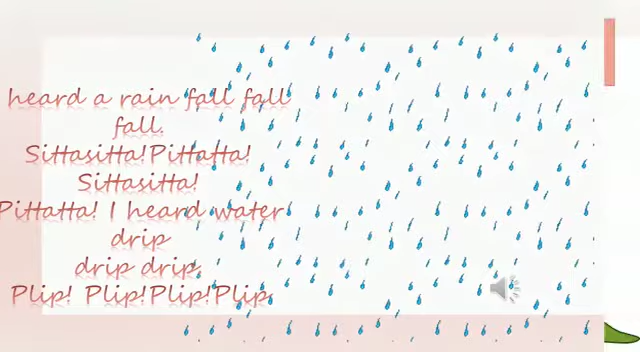 heard a rain fall fall
fall.
Sittasitta!Pittatta!
Sittasitta!
Pittatta! I heard water
drip
drip drip
Plip! Plip!Plip!Plip